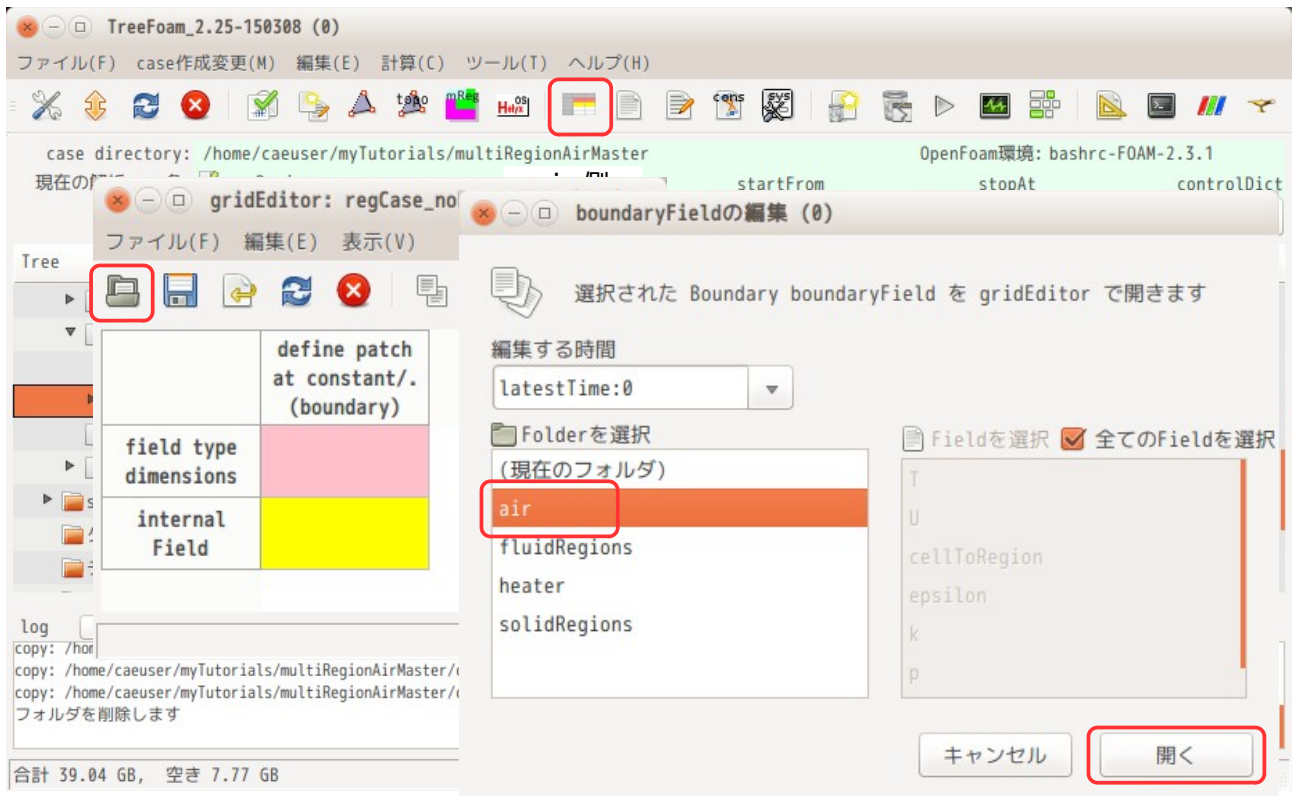 TreeFoam_2.25-150308 (0)
ファイル(F) case作成変更(M) 編集(E) 計算(C) ツール(T) ヘルプ(H)
topo mReg Helyx OS cons sys
case directory: /home/caeuser/myTutorials/multiRegionAirMaster OpenFoam環境: bashrc-FOAM-2.3.1
現在の startFrom stopAt controlDict
gridEditor: regCase_no
ファイル(F) 編集(E) 表示(V)
Tree
define patch
at constant/.
(boundary)
field type
dimensions
internal
Field
boundaryFieldの編集 (0)
選択された Boundary boundaryField を gridEditor で開きます
編集する時間
latestTime:0
Folderを選択
(現在のフォルダ)
air
fluidRegions
heater
solidRegions
Fieldを選択 全てのFieldを選択
T
U
cellToRegion
epsilon
k
p
キャンセル 開く
log
copy: /hom
copy: /home/caeuser/myTutorials/multiRegionAirMaster/
copy: /home/caeuser/myTutorials/multiRegionAirMaster/
フォルダを削除します
合計 39.04 GB, 空き 7.77 GB